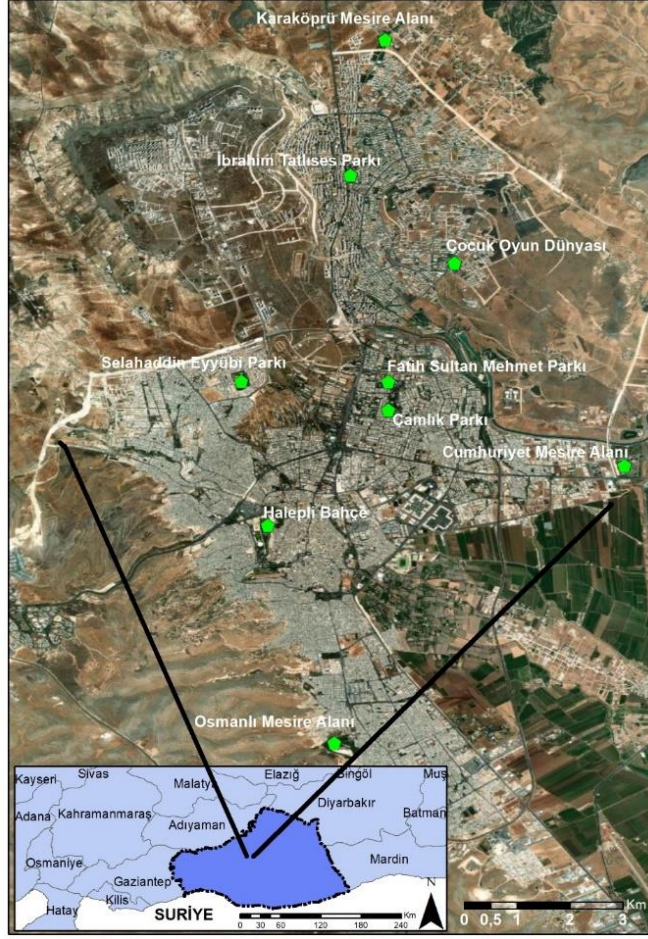 Karaköprü Mesire Alanı
İbrahim Tatlıses Parkı
Çocuk Oyun Dünyası
Selahaddin Eyyübi Parkı
Fatih Sultan Mehmet Parkı
Çamlık Parkı
Cumhuriyet Mesire Alanı
Halepli Bahçe
Osmanlı Mesire Alanı
Kayseri
Sivas
Malatya
Elazığ
Bingöl
Muş
Adana
Kahramanmaraş
Adıyaman
Diyarbakır
Batman
Osmaniye
Gaziantep
Mardin
Hatay
Kilis
SURİYE
N
Km
0 30 60 120 180 240
Km
0 0,5 1 2 3